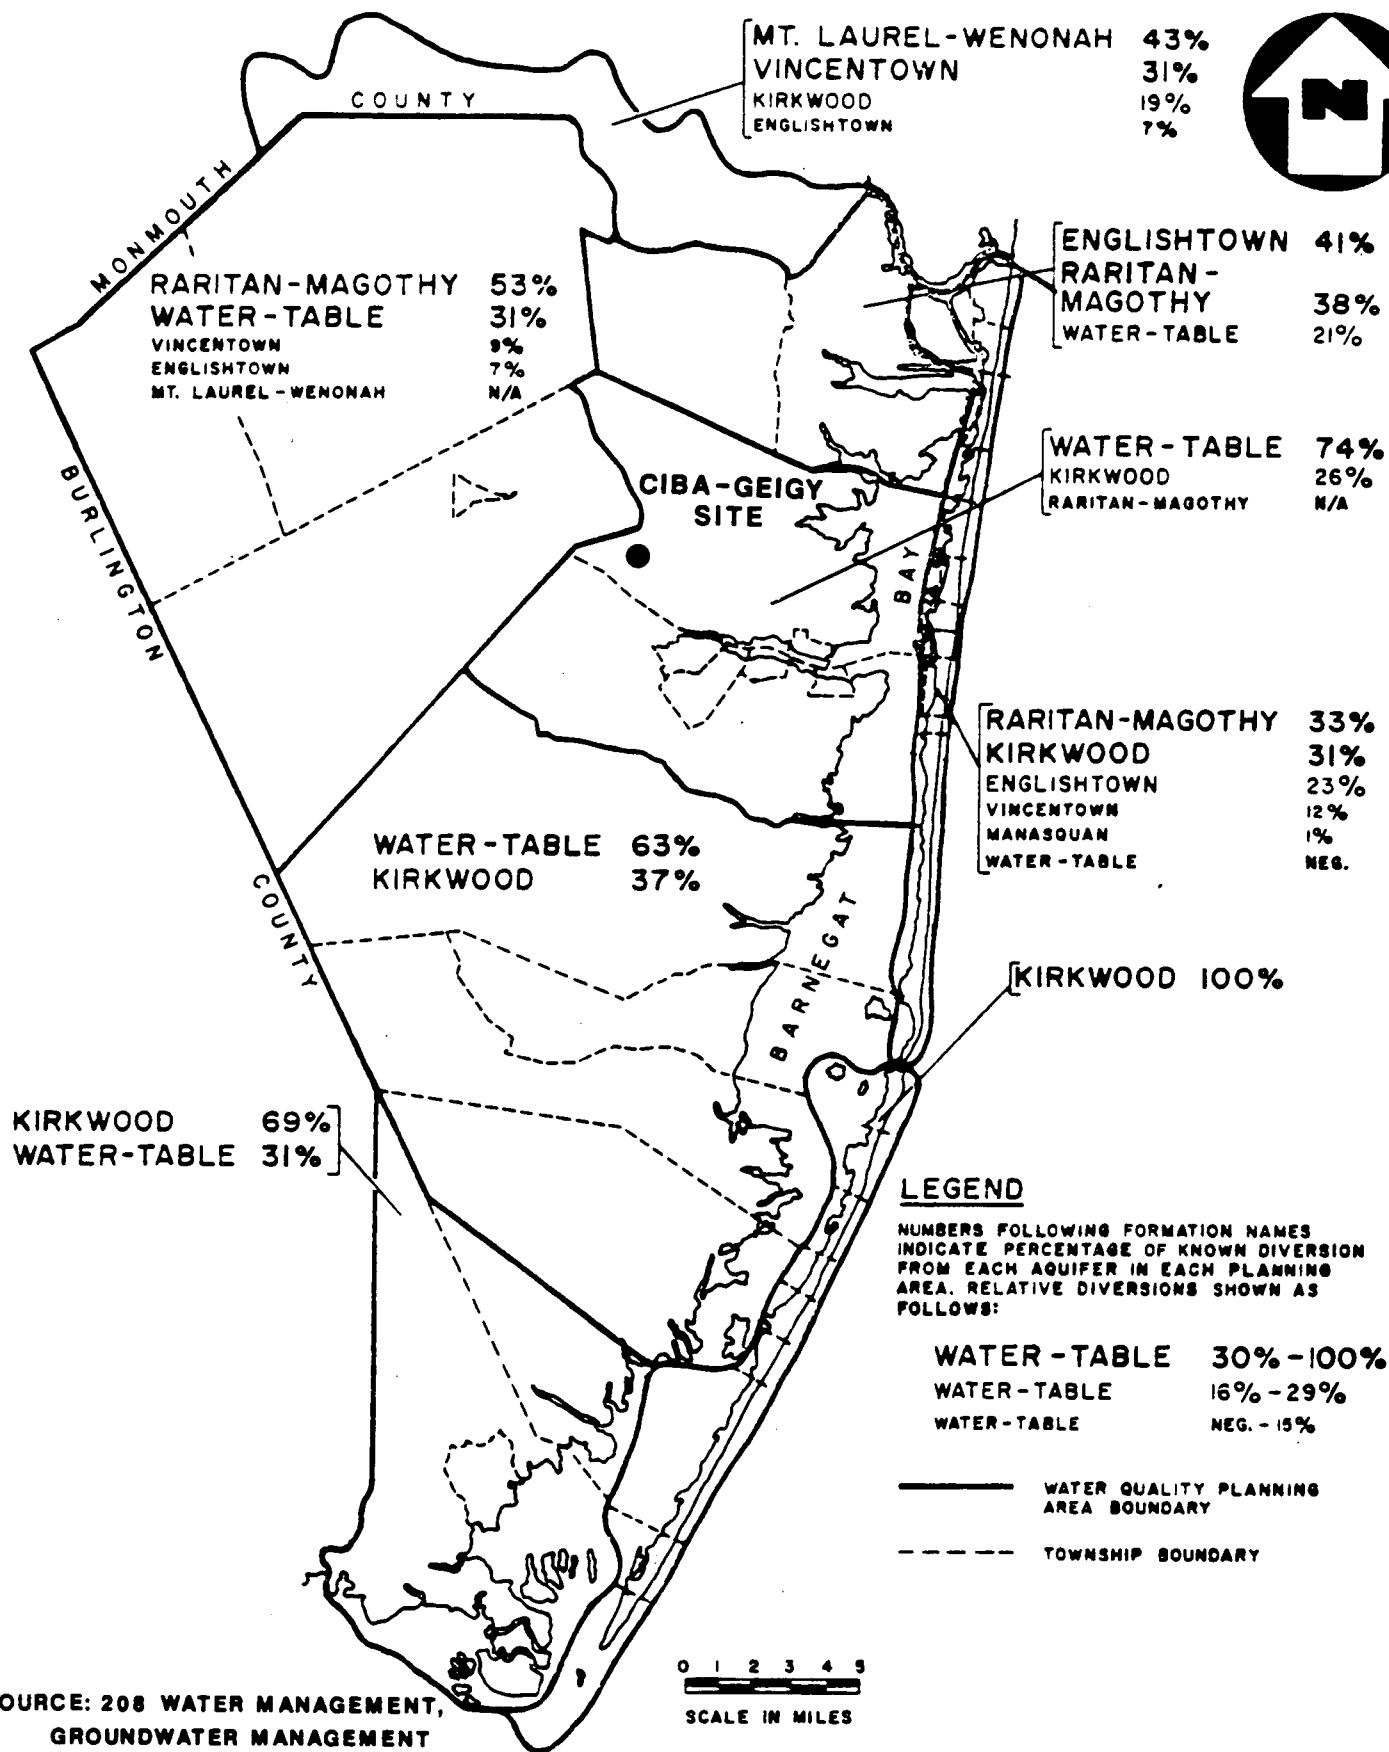 MT. LAUREL-WENONAH 43%
VINCENTOWN 31%
KIRKWOOD 19%
ENGLISHTOWN 7%
N
COUNTY
MONMOUTH
RARITAN-MAGOTHY 53%
WATER-TABLE 31%
VINCENTOWN 9%
ENGLISHTOWN 7%
MT. LAUREL-WENONAH N/A
ENGLISHTOWN 41%
RARITAN-
MAGOTHY 38%
WATER-TABLE 21%
WATER-TABLE 74%
KIRKWOOD 26%
RARITAN-MAGOTHY N/A
CIBA-GEIGY
SITE
BURLINGTON
COUNTY
BARNEGAT
BAY
RARITAN-MAGOTHY 33%
KIRKWOOD 31%
ENGLISHTOWN 23%
VINCENTOWN 12%
MANASQUAN 1%
WATER-TABLE NEG.
WATER-TABLE 63%
KIRKWOOD 37%
KIRKWOOD 100%
KIRKWOOD 69%
WATER-TABLE 31%
LEGEND
NUMBERS FOLLOWING FORMATION NAMES
INDICATE PERCENTAGE OF KNOWN DIVERSION
FROM EACH AQUIFER IN EACH PLANNING
AREA. RELATIVE DIVERSIONS SHOWN AS
FOLLOWS:
WATER-TABLE 30%-100%
WATER-TABLE 16%-29%
WATER-TABLE NEG.-15%
WATER QUALITY PLANNING
AREA BOUNDARY
TOWNSHIP BOUNDARY
0 1 2 3 4 5
SCALE IN MILES
OURCE: 208 WATER MANAGEMENT,
GROUNDWATER MANAGEMENT